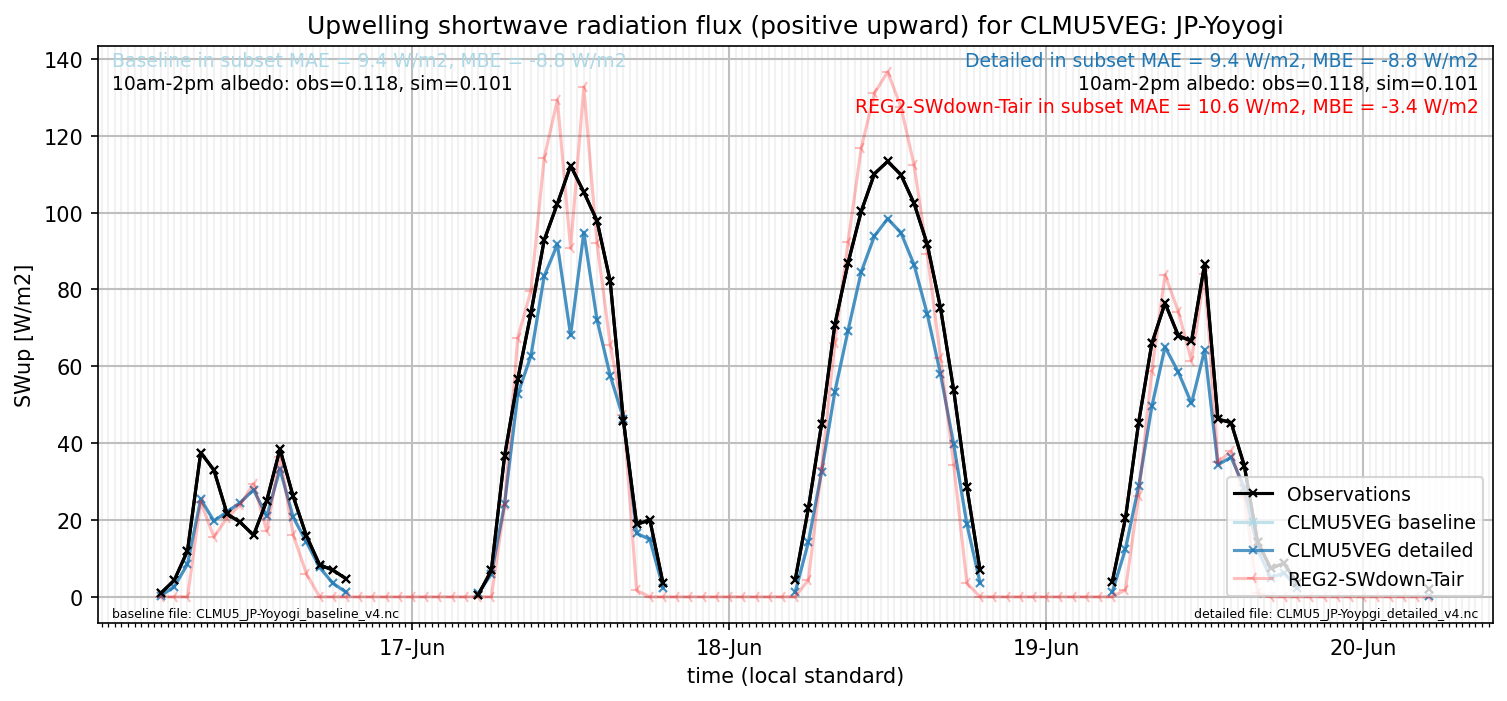 Upwelling shortwave radiation flux (positive upward) for CLMU5VEG: JP-Yoyogi
Baseline in subset MAE = 9.4 W/m2, MBE = -8.8 W/m2
10am-2pm albedo: obs=0.118, sim=0.101
Detailed in subset MAE = 9.4 W/m2, MBE = -8.8 W/m2
10am-2pm albedo: obs=0.118, sim=0.101
REG2-SWdown-Tair in subset MAE = 10.6 W/m2, MBE = -3.4 W/m2
SWup [W/m2]
140
120
100
80
60
40
20
0
Observations
CLMU5VEG baseline
CLMU5VEG detailed
REG2-SWdown-Tair
baseline file: CLMU5_JP-Yoyogi_baseline_v4.nc
detailed file: CLMU5_JP-Yoyogi_detailed_v4.nc
17-Jun
18-Jun
19-Jun
20-Jun
time (local standard)